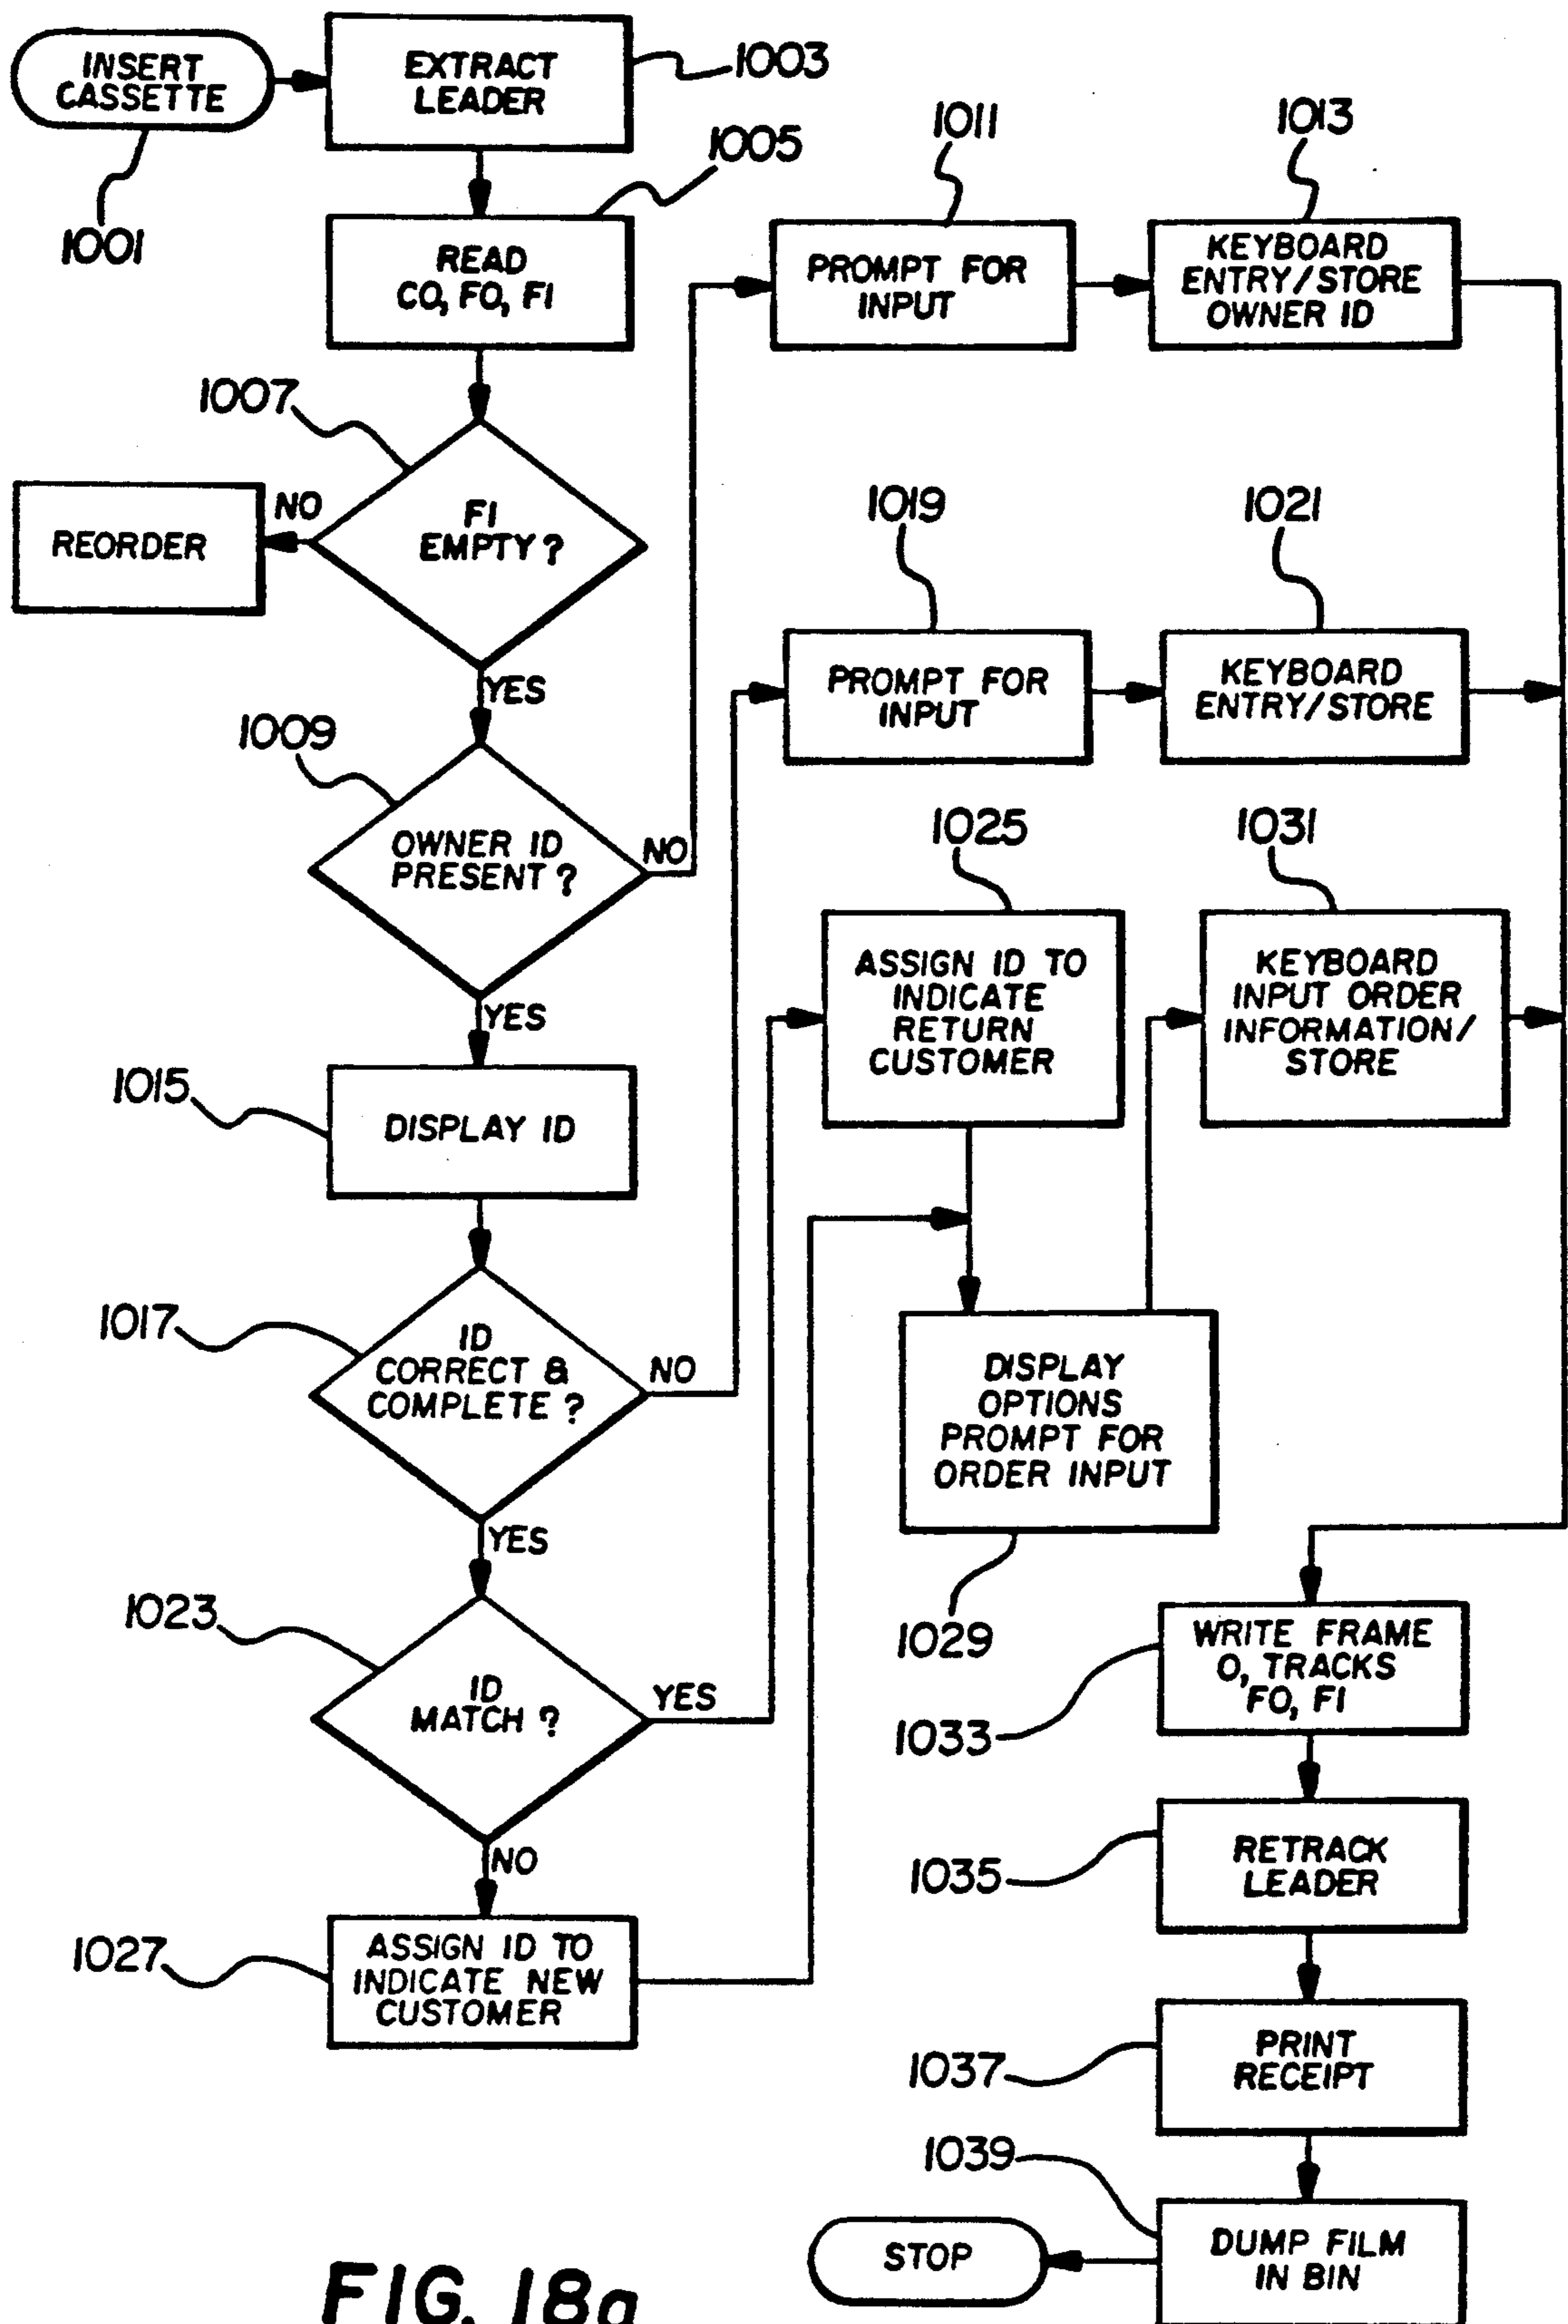 INSERT
CASSETTE
EXTRACT
LEADER
1003
1001
1005
READ
CO, FO, F1
1011
1013
PROMPT FOR
INPUT
KEYBOARD
ENTRY/STORE
OWNER ID
1007
F1
EMPTY ?
NO
REORDER
YES
1019
1021
PROMPT FOR
INPUT
KEYBOARD
ENTRY/STORE
1009
OWNER ID
PRESENT ?
NO
YES
1025
1031
ASSIGN ID TO
INDICATE
RETURN
CUSTOMER
KEYBOARD
INPUT ORDER
INFORMATION/
STORE
1015
DISPLAY ID
1017
ID
CORRECT &
COMPLETE ?
NO
YES
DISPLAY
OPTIONS
PROMPT FOR
ORDER INPUT
1029
1023
ID
MATCH ?
YES
NO
1027
ASSIGN ID TO
INDICATE NEW
CUSTOMER
WRITE FRAME
O, TRACKS
FO, F1
1033
RETRACK
LEADER
1035
PRINT
RECEIPT
1037
1039
DUMP FILM
IN BIN
STOP
FIG. 18a